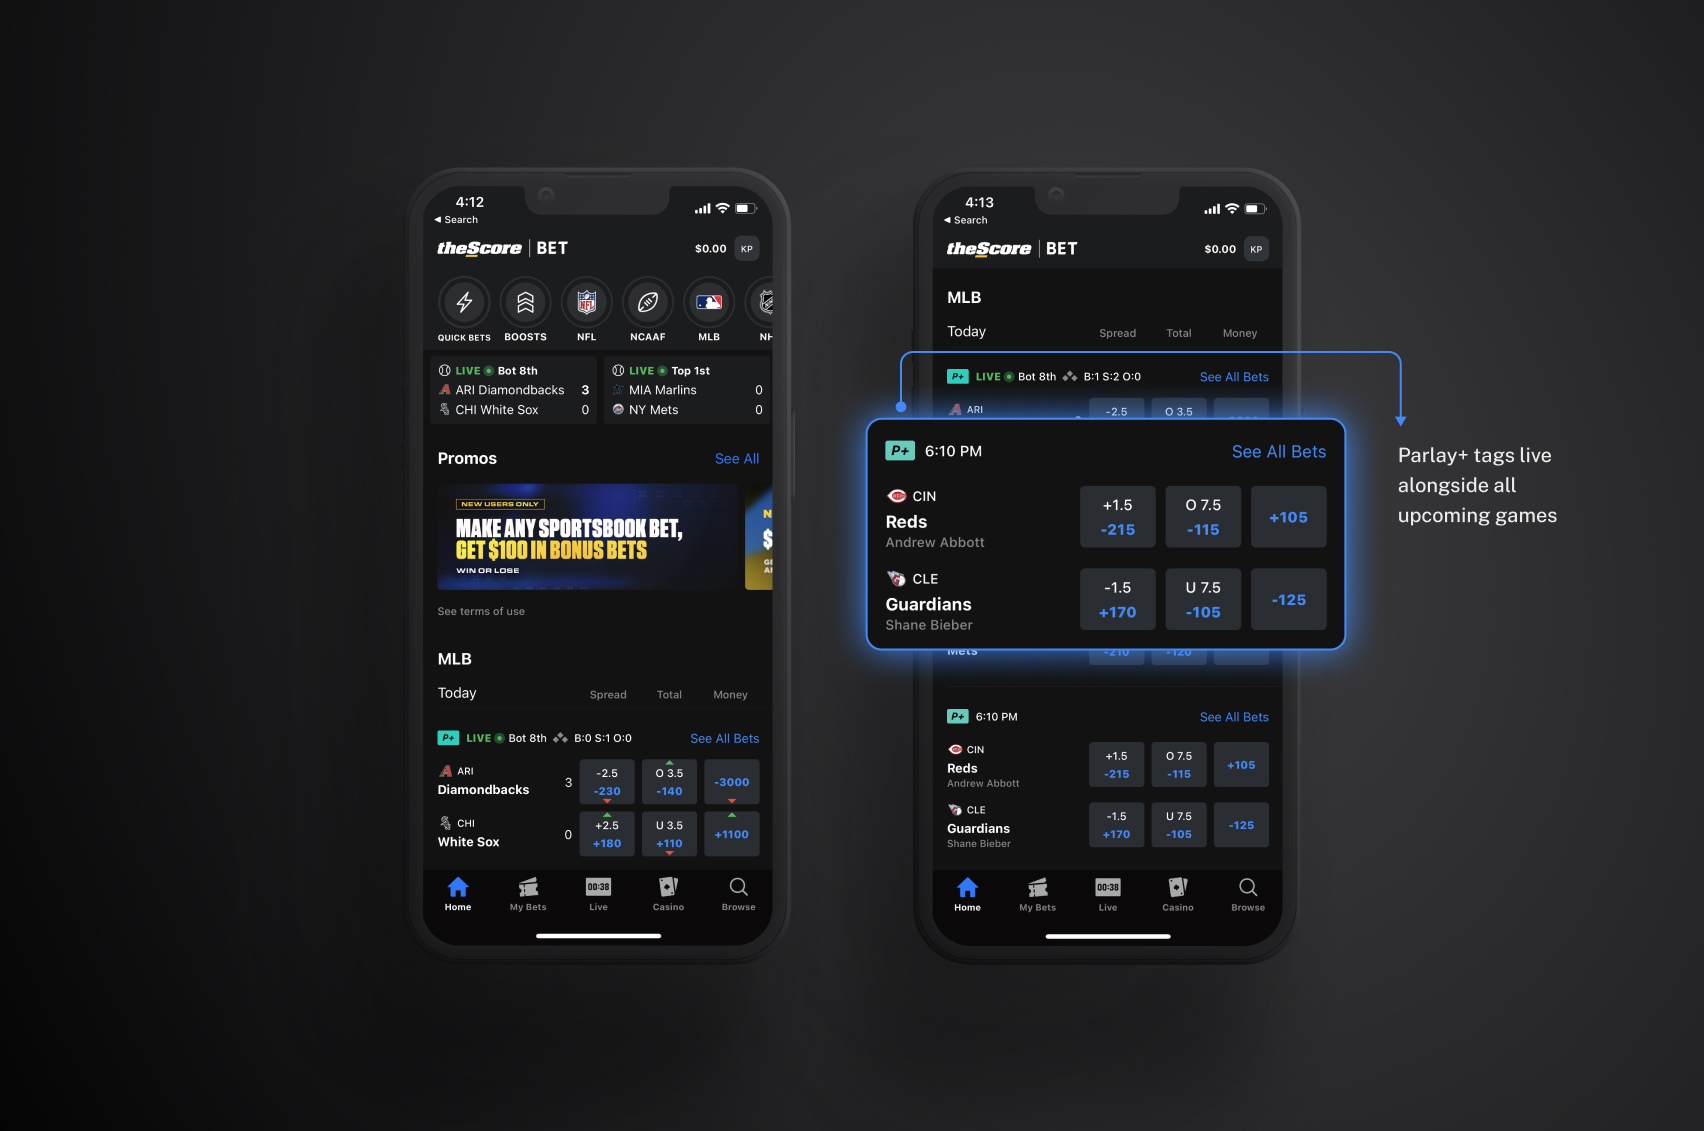 4:12
Search
theScore | BET
$0.00
KP
QUICK BETS
BOOSTS
NFL
NCAAF
MLB
NH
LIVE Bot 8th
ARI Diamondbacks 3
CHI White Sox 0
LIVE Top 1st
MIA Marlins 0
NY Mets 0
Promos
See All
NEW USERS ONLY
MAKE ANY SPORTSBOOK BET,
GET $100 IN BONUS BETS
WIN OR LOSE
See terms of use
MLB
Today Spread Total Money
P+ LIVE Bot 8th B:0 S:1 O:0 See All Bets
ARI
Diamondbacks
3
-2.5
-230
O 3.5
-140
-3000
CHI
White Sox
0
+2.5
+180
U 3.5
+110
+1100
00:38
Home My Bets Live Casino Browse
4:13
Search
theScore | BET
$0.00
KP
MLB
Today Spread Total Money
P+ LIVE Bot 8th B:1 S:2 O:0 See All Bets
ARI
-2.5
O 3.5
P+ 6:10 PM See All Bets
CIN
Reds
Andrew Abbott
+1.5
-215
O 7.5
-115
+105
CLE
Guardians
Shane Bieber
-1.5
+170
U 7.5
-105
-125
Mets
-210
-120
P+ 6:10 PM See All Bets
CIN
Reds
Andrew Abbott
+1.5
-215
O 7.5
-115
+105
CLE
Guardians
Shane Bieber
-1.5
+170
U 7.5
-105
-125
00:38
Home My Bets Live Casino Browse
Parlay+ tags live
alongside all
upcoming games